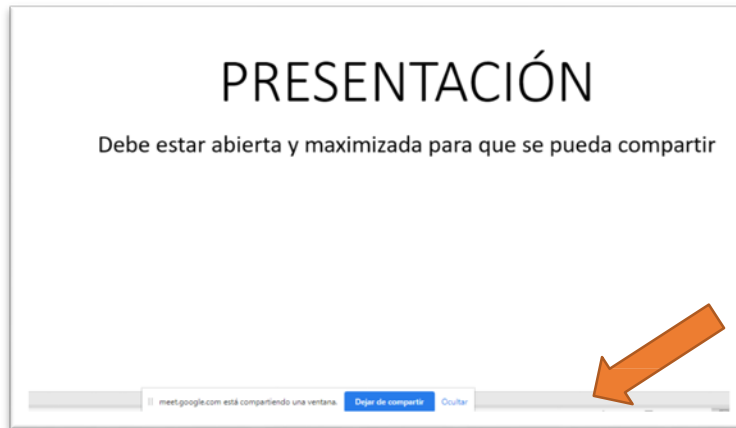 PRESENTACIÓN
Debe estar abierta y maximizada para que se pueda compartir
meet.google.com está compartiendo una ventana. Dejar de compartir Ocultar